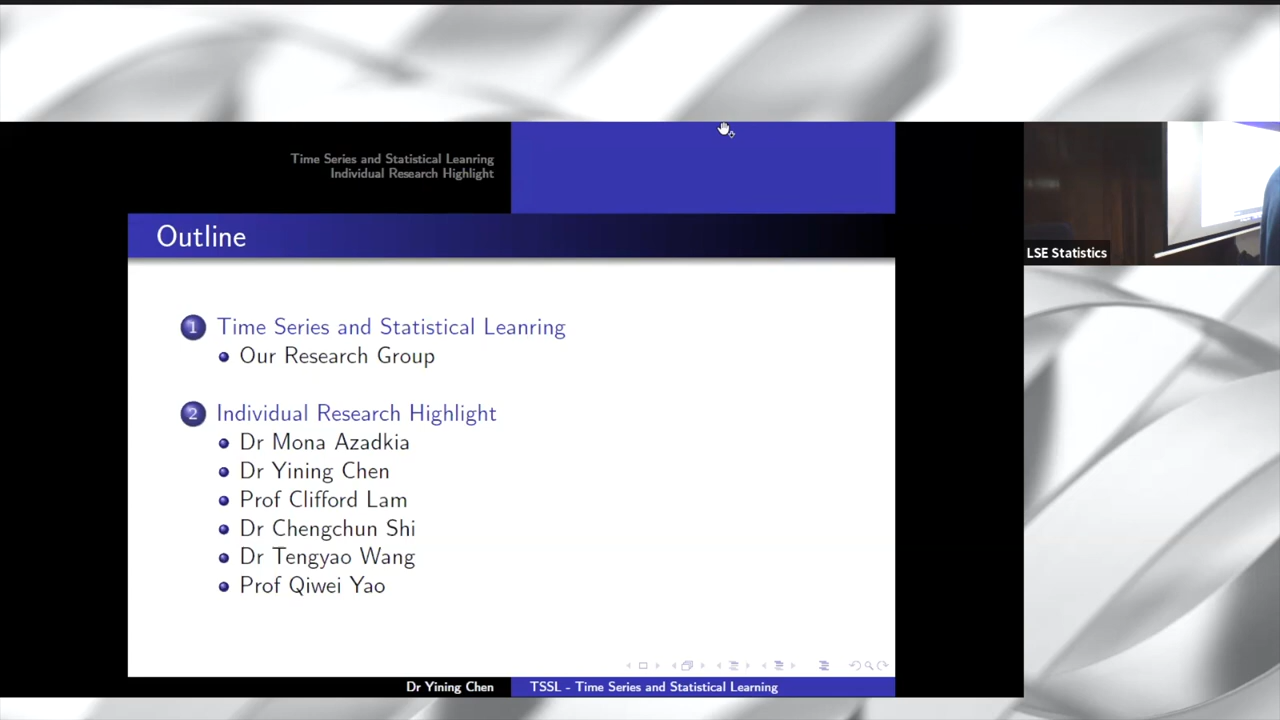 Time Series and Statistical Leanring
Individual Research Highlight
Outline
1 Time Series and Statistical Leanring
Our Research Group
2 Individual Research Highlight
Dr Mona Azadkia
Dr Yining Chen
Prof Clifford Lam
Dr Chengchun Shi
Dr Tengyao Wang
Prof Qiwei Yao
Dr Yining Chen
TSSL - Time Series and Statistical Learning
LSE Statistics